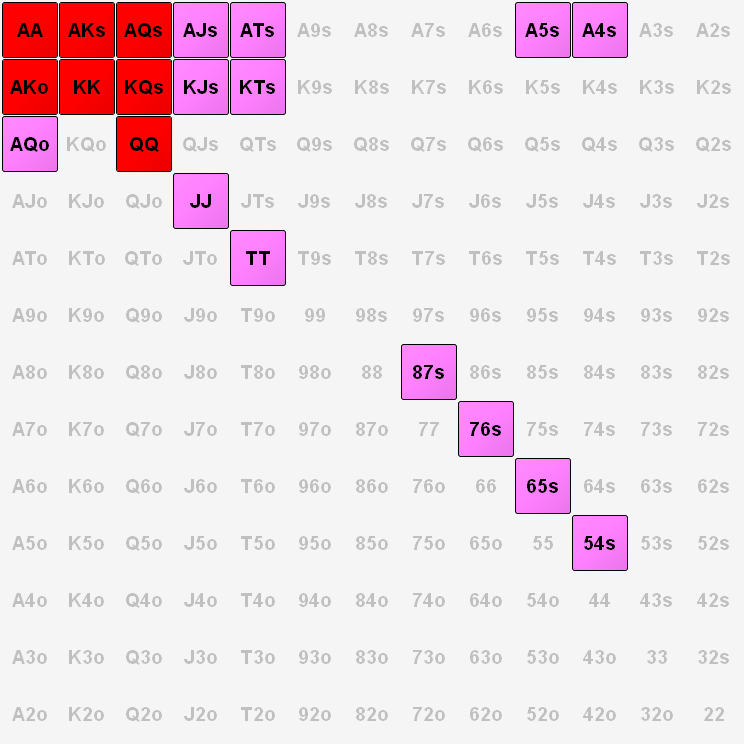 AA AKs AQs AJs ATs A9s A8s A7s A6s A5s A4s A3s A2s
AKo KK KQs KJs KTs K9s K8s K7s K6s K5s K4s K3s K2s
AQo KQo QQ QJs QTs Q9s Q8s Q7s Q6s Q5s Q4s Q3s Q2s
AJo KJo QJo JJ JTs J9s J8s J7s J6s J5s J4s J3s J2s
ATo KTo QTo JTo TT T9s T8s T7s T6s T5s T4s T3s T2s
A9o K9o Q9o J9o T9o 99 98s 97s 96s 95s 94s 93s 92s
A8o K8o Q8o J8o T8o 98o 88 87s 86s 85s 84s 83s 82s
A7o K7o Q7o J7o T7o 97o 87o 77 76s 75s 74s 73s 72s
A6o K6o Q6o J6o T6o 96o 86o 76o 66 65s 64s 63s 62s
A5o K5o Q5o J5o T5o 95o 85o 75o 65o 55 54s 53s 52s
A4o K4o Q4o J4o T4o 94o 84o 74o 64o 54o 44 43s 42s
A3o K3o Q3o J3o T3o 93o 83o 73o 63o 53o 43o 33 32s
A2o K2o Q2o J2o T2o 92o 82o 72o 62o 52o 42o 32o 22